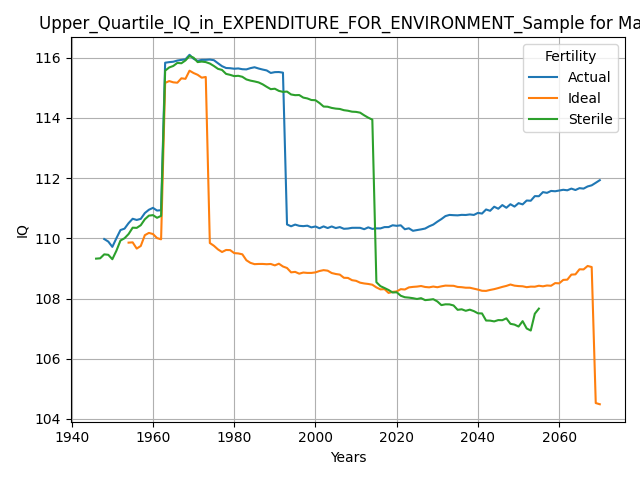 Upper_Quartile_IQ_in_EXPENDITURE_FOR_ENVIRONMENT_Sample for Ma
Fertility
Actual
Ideal
Sterile
IQ
116
114
112
110
108
106
104
1940
1960
1980
2000
2020
2040
2060
Years